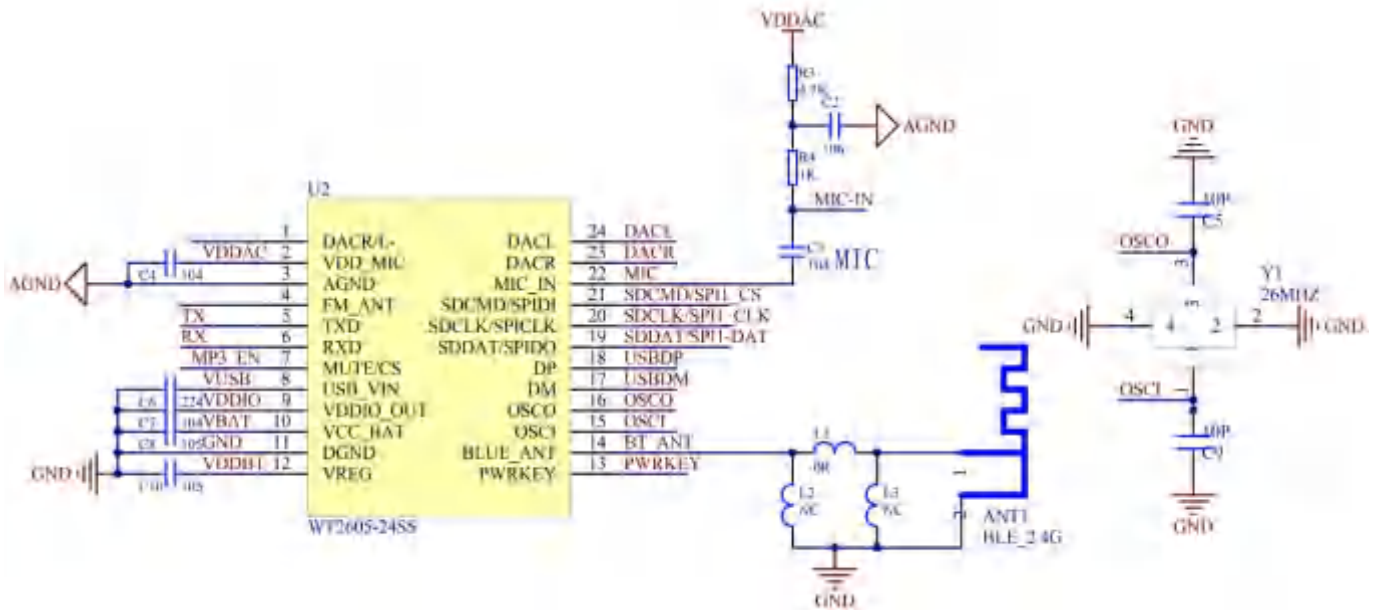 VDDAC
R3
C2
AGND
106
R4
1K
MIC-IN
MIC
U2
1 DACR/L- DACL 24 DACL
VDDAC 2 VDD_MIC DACR 23 DACR
AGND C4 104 3 AGND MIC_IN 22 MIC
4 FM_ANT SDCMD/SPIDI 21 SDCMD/SPI1_CS
TX 5 TXD SDCLK/SPICLK 20 SDCLK/SPI1_CLK
RX 6 RXD SDDAT/SPIDO 19 SDDAT/SPI1-DAT
MP3_EN 7 MUTE/CS DP 18 USBDP
VUSB 8 USB_VIN DM 17 USBDM
C6 224 VDDIO 9 VDDIO_OUT OSCO 16 OSCO
C7 104 VBAT 10 VCC_BAT OSCI 15 OSCI
C8 105 GND 11 DGND BLUE_ANT 14 BT_ANT
GND VDDBT 12 VREG PWRKEY 13 PWRKEY
C10 105
L1
0R
L2
L3
1
2
ANT1
BLE_2.4G
GND
GND
10P
C5
OSCO
3
3
Y1
26MHZ
GND 4 4 2 2 GND
OSCI
1
10P
C9
GND